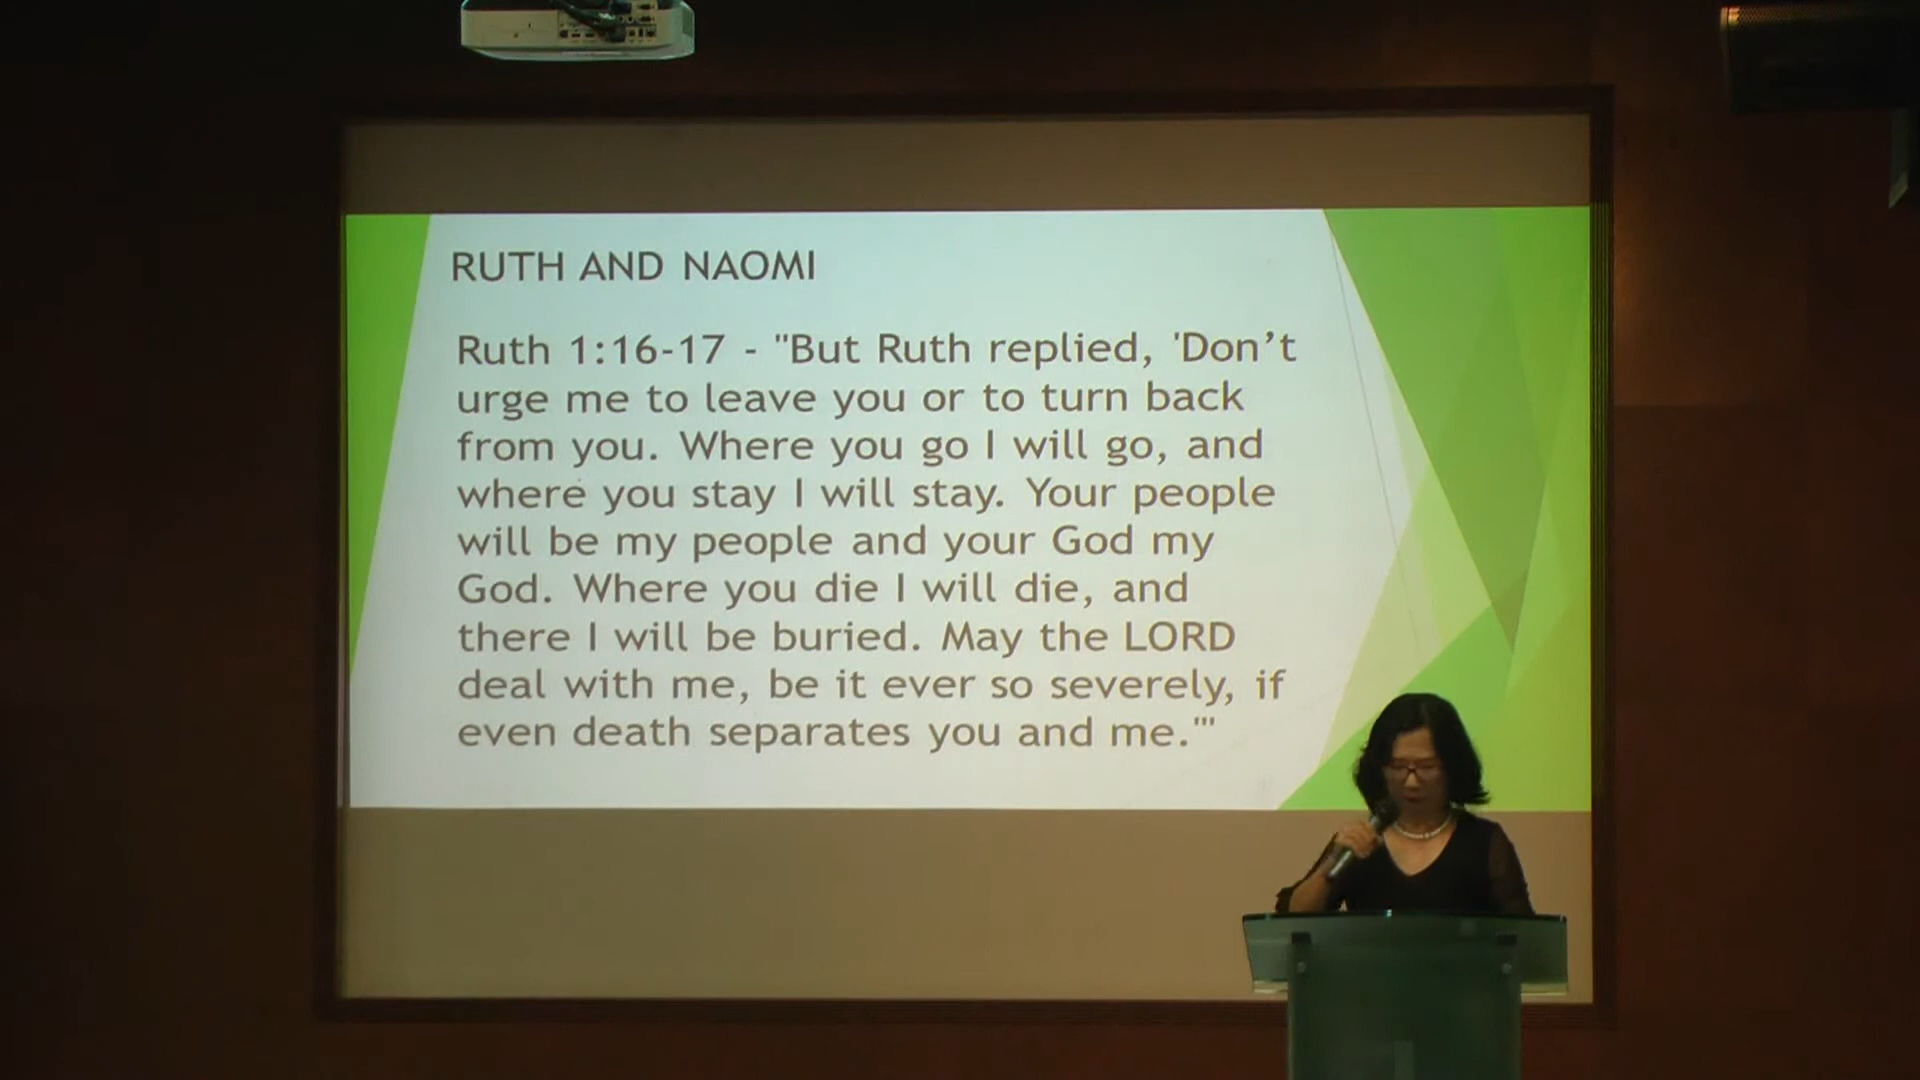 RUTH AND NAOMI
Ruth 1:16-17 - "But Ruth replied, 'Don’t
urge me to leave you or to turn back
from you. Where you go I will go, and
where you stay I will stay. Your people
will be my people and your God my
God. Where you die I will die, and
there I will be buried. May the LORD
deal with me, be it ever so severely, if
even death separates you and me.'"